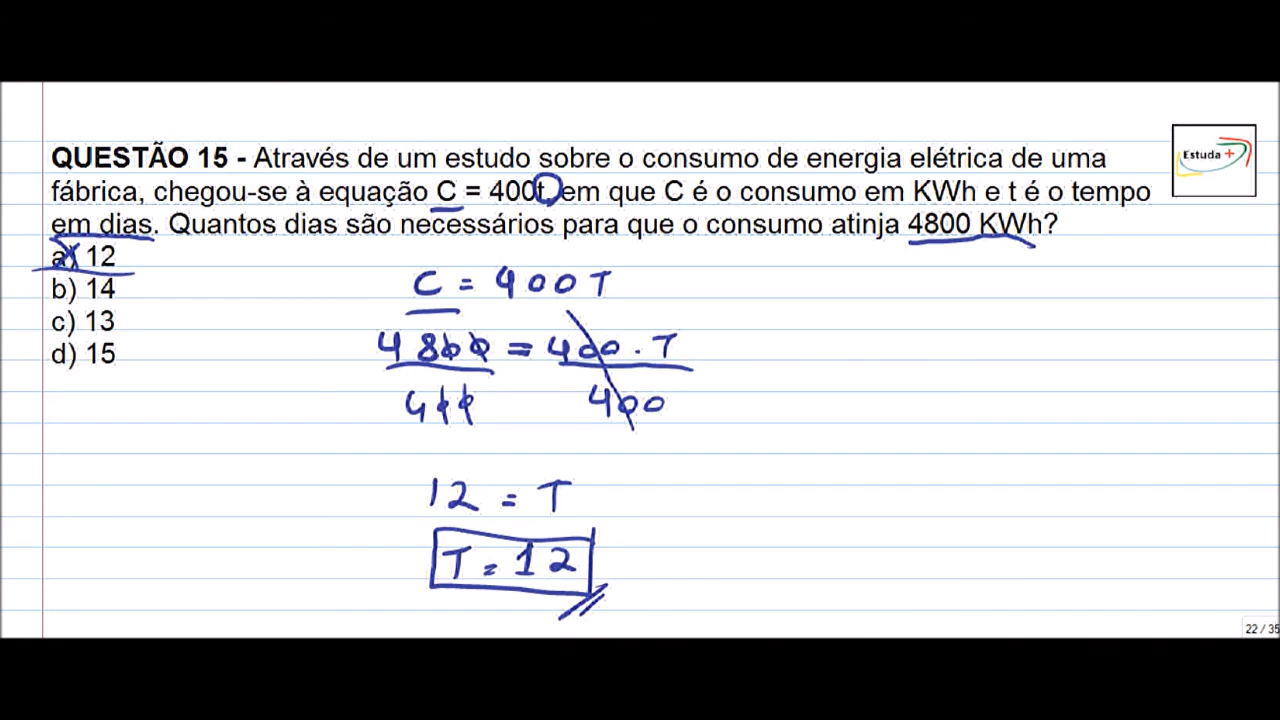 QUESTÃO 15 - Através de um estudo sobre o consumo de energia elétrica de uma
fábrica, chegou-se à equação C = 400t, em que C é o consumo em KWh e t é o tempo
em dias. Quantos dias são necessários para que o consumo atinja 4800 KWh?
a) 12
b) 14
c) 13
d) 15
Estuda +
C = 400T
4800 = 400 . T
400 400
12 = T
T = 12
22 / 35